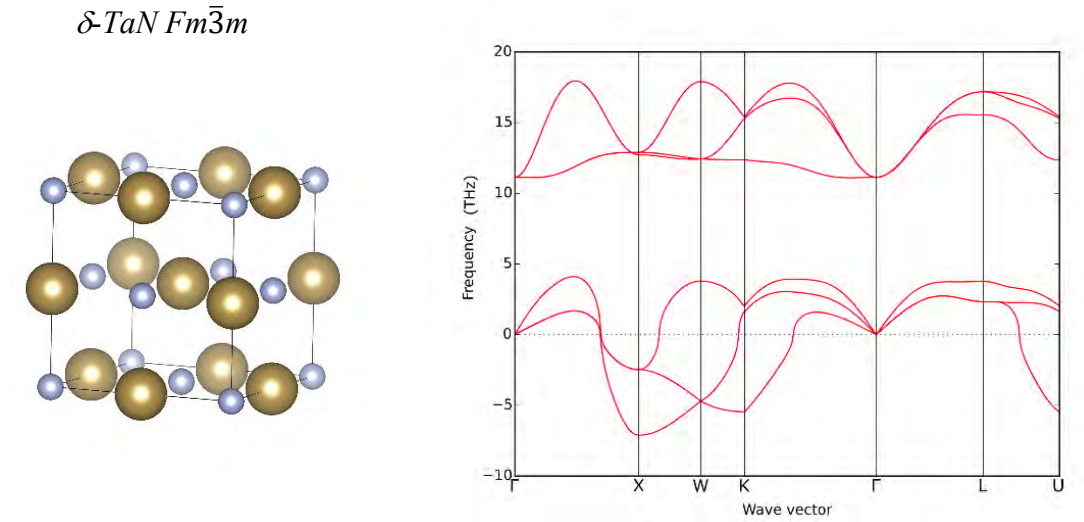 δ-TaN Fm3̅m
20
15
10
5
0
−5
−10
Frequency (THz)
Γ X W K Γ L U
Wave vector